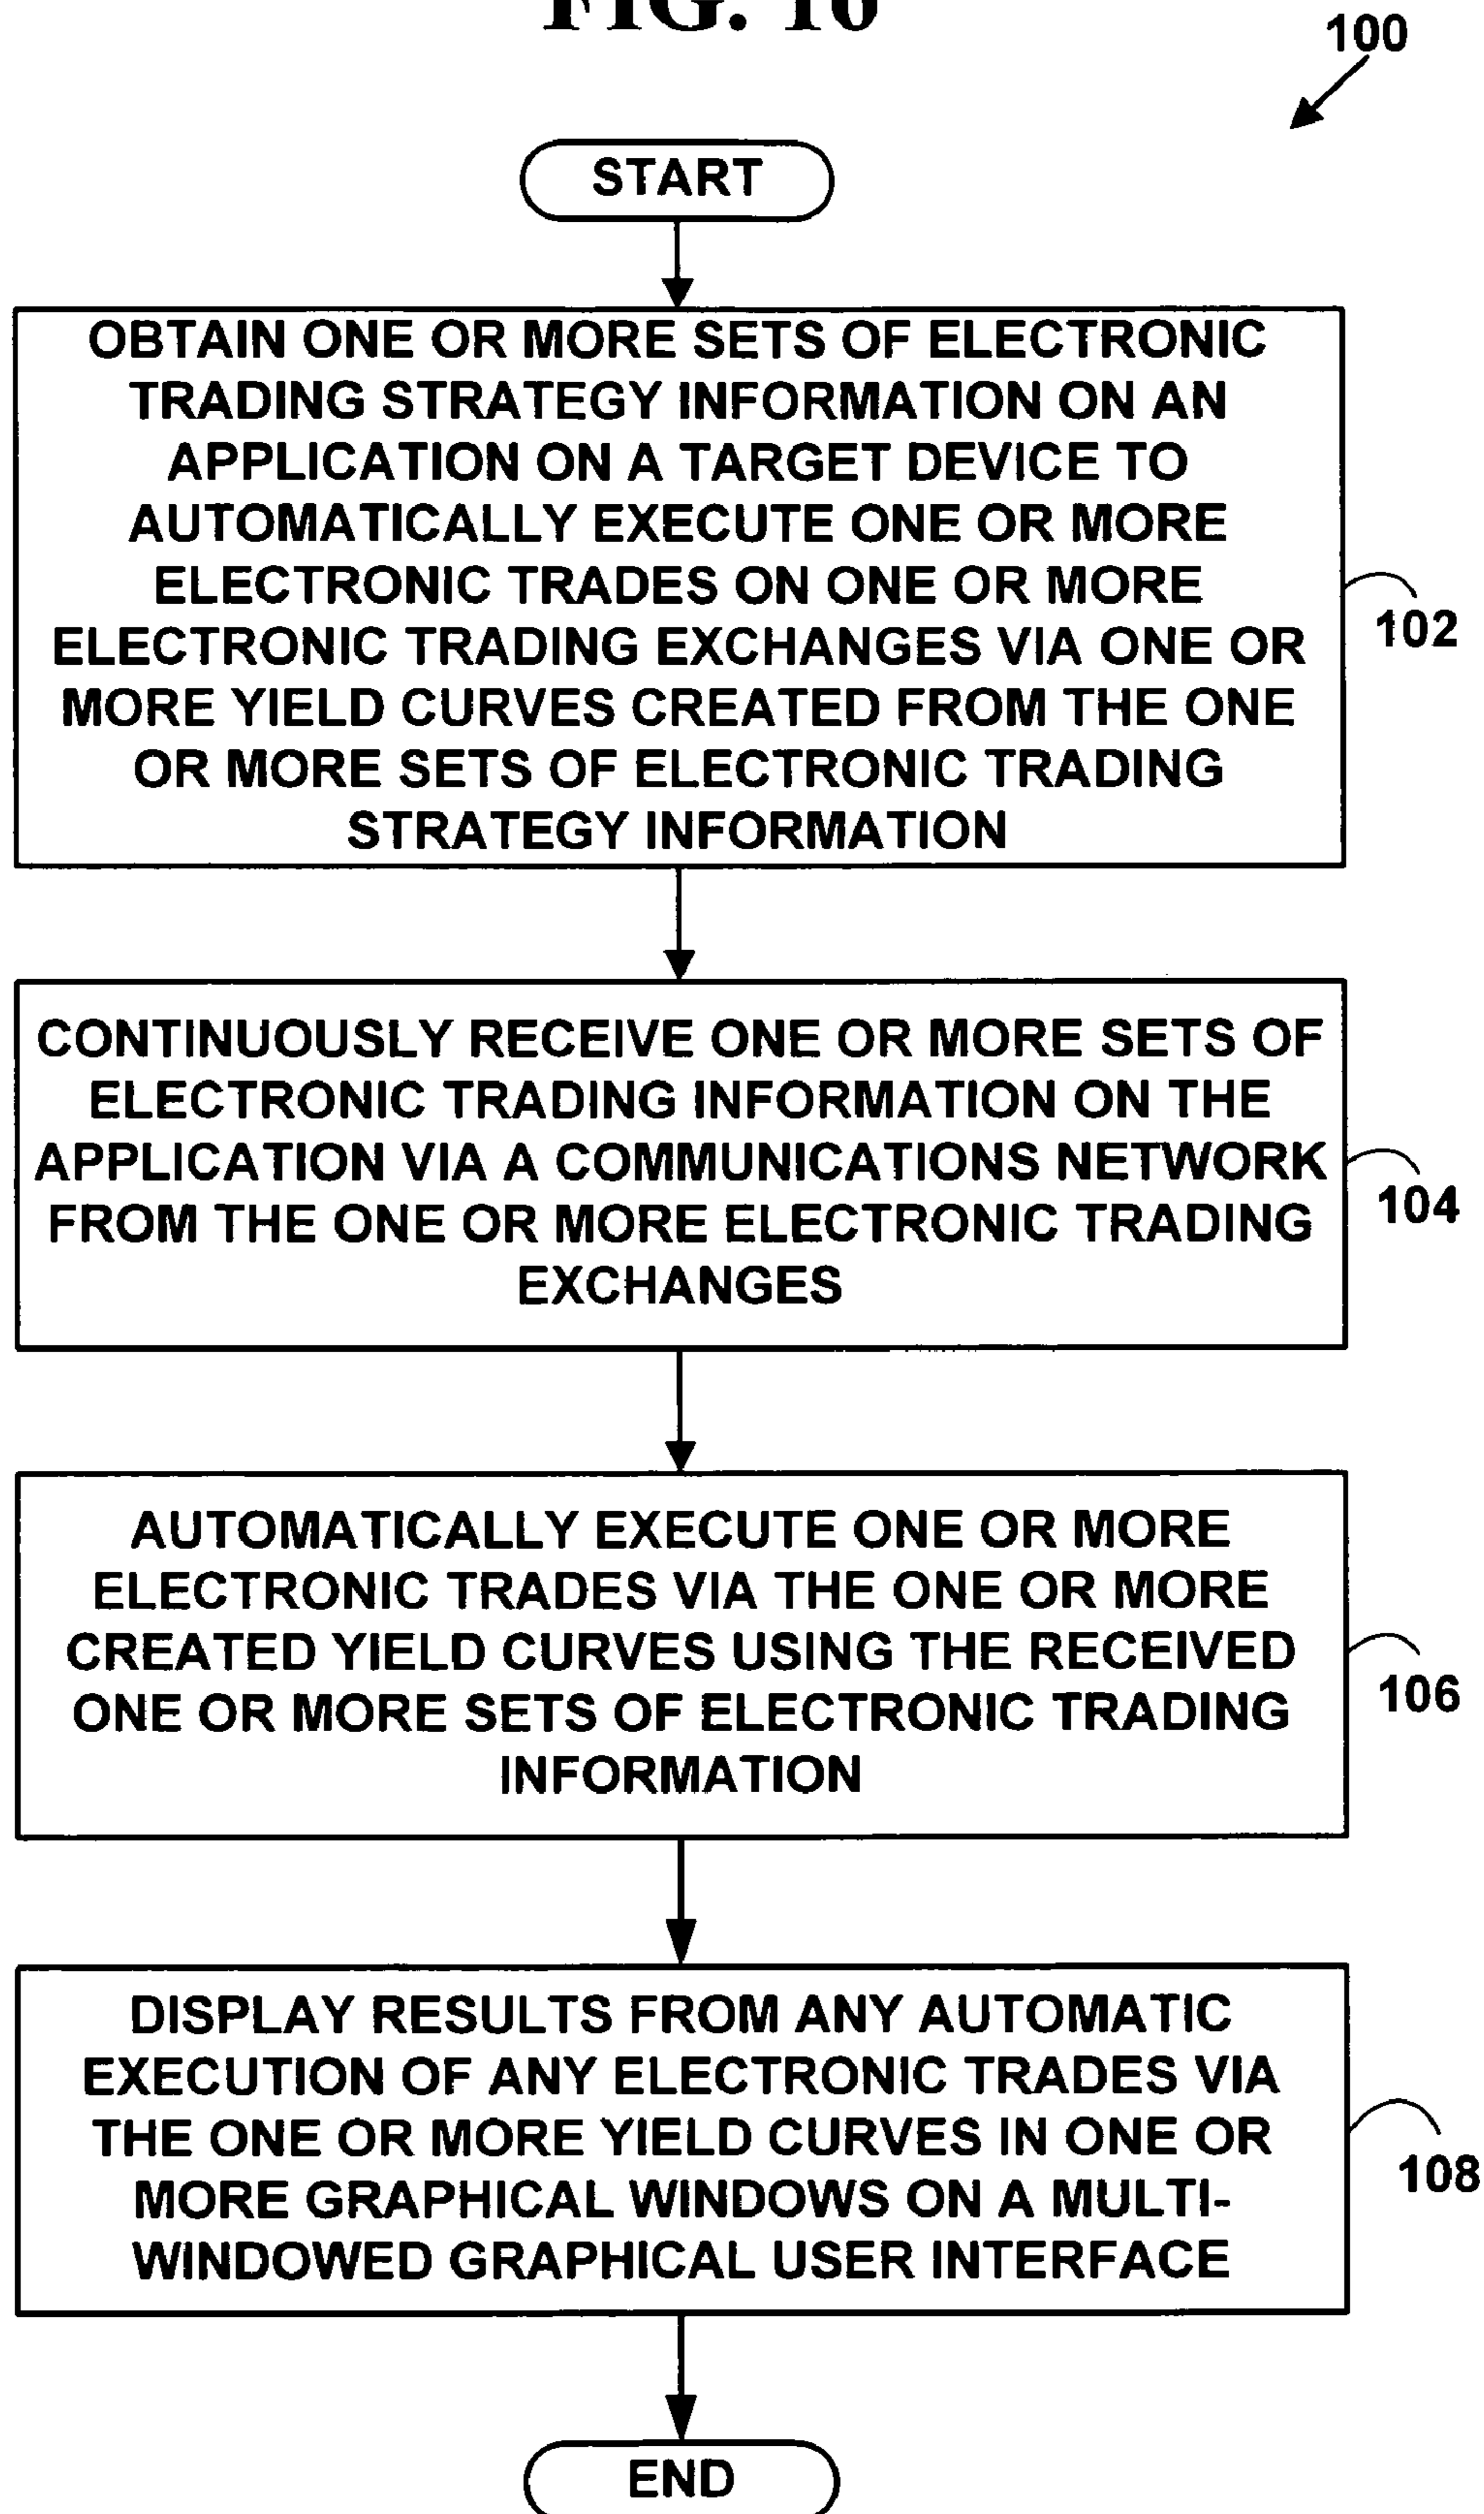 FIG. 10
100
START
OBTAIN ONE OR MORE SETS OF ELECTRONIC
TRADING STRATEGY INFORMATION ON AN
APPLICATION ON A TARGET DEVICE TO
AUTOMATICALLY EXECUTE ONE OR MORE
ELECTRONIC TRADES ON ONE OR MORE
ELECTRONIC TRADING EXCHANGES VIA ONE OR
MORE YIELD CURVES CREATED FROM THE ONE
OR MORE SETS OF ELECTRONIC TRADING
STRATEGY INFORMATION
102
CONTINUOUSLY RECEIVE ONE OR MORE SETS OF
ELECTRONIC TRADING INFORMATION ON THE
APPLICATION VIA A COMMUNICATIONS NETWORK
FROM THE ONE OR MORE ELECTRONIC TRADING
EXCHANGES
104
AUTOMATICALLY EXECUTE ONE OR MORE
ELECTRONIC TRADES VIA THE ONE OR MORE
CREATED YIELD CURVES USING THE RECEIVED
ONE OR MORE SETS OF ELECTRONIC TRADING
INFORMATION
106
DISPLAY RESULTS FROM ANY AUTOMATIC
EXECUTION OF ANY ELECTRONIC TRADES VIA
THE ONE OR MORE YIELD CURVES IN ONE OR
MORE GRAPHICAL WINDOWS ON A MULTI-
WINDOWED GRAPHICAL USER INTERFACE
108
END